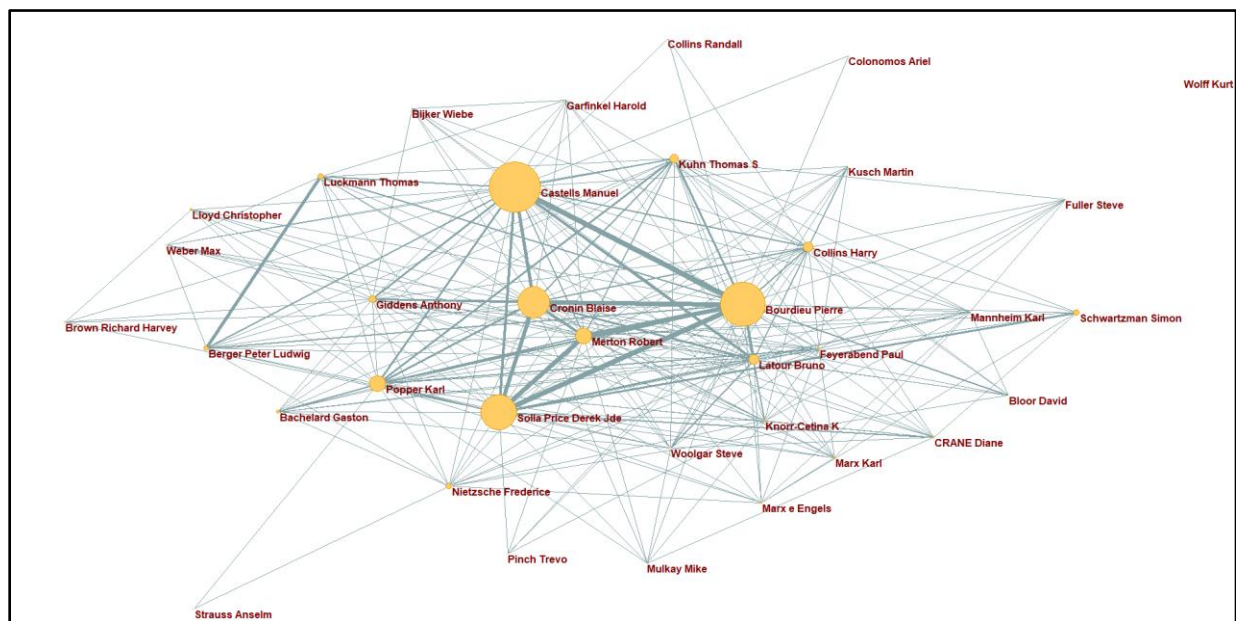 Collins Randall
Colonomos Ariel
Wolff Kurt
Garfinkel Harold
Bijker Wiebe
Kuhn Thomas S
Kusch Martin
Luckmann Thomas
Castells Manuel
Fuller Steve
Lloyd Christopher
Weber Max
Collins Harry
Giddens Anthony
Cronin Blaise
Bourdieu Pierre
Mannheim Karl
Schwartzman Simon
Brown Richard Harvey
Merton Robert
Berger Peter Ludwig
Feyerabend Paul
Latour Bruno
Popper Karl
Bloor David
Bachelard Gaston
Solla Price Derek Jde
Knorr-Cetina K
CRANE Diane
Woolgar Steve
Marx Karl
Nietzsche Frederice
Marx e Engels
Pinch Trevo
Mulkay Mike
Strauss Anselm